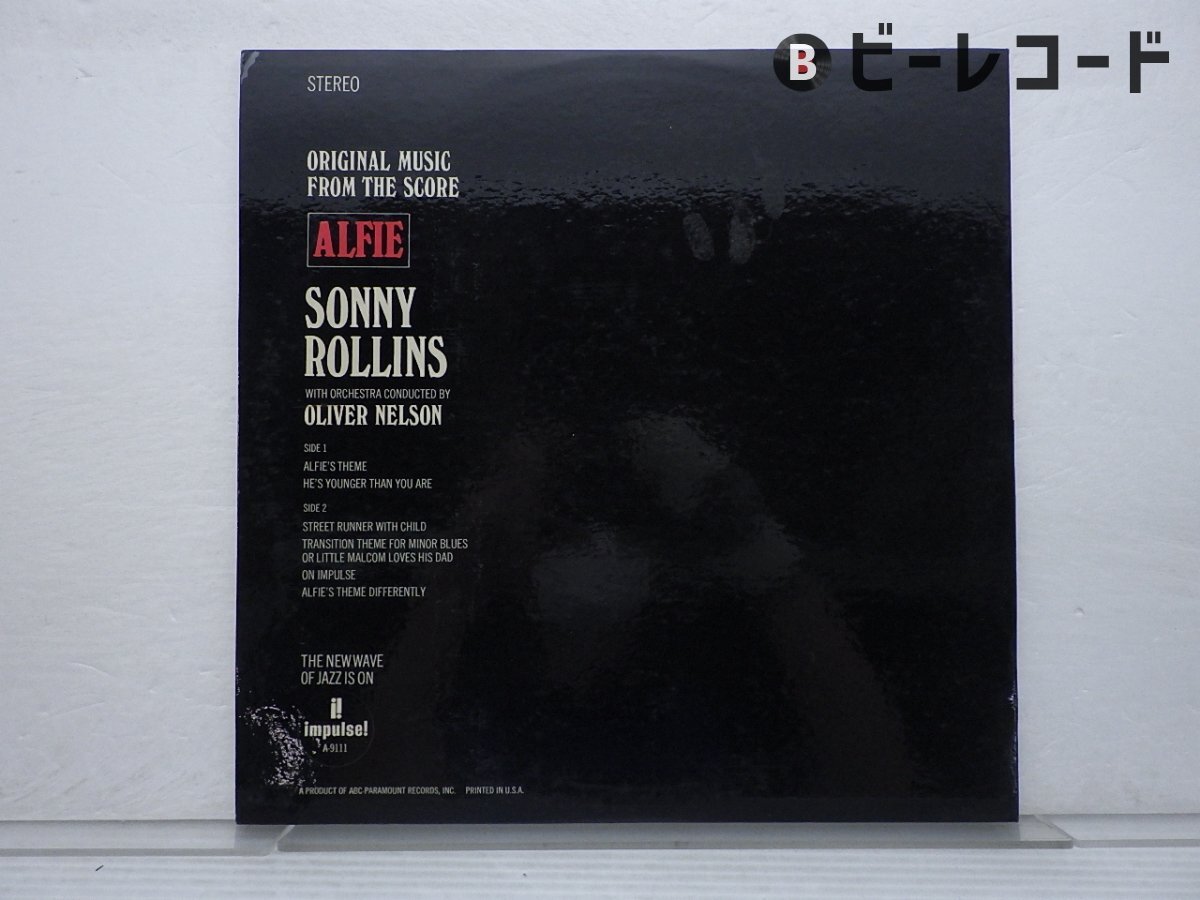 B ビーレコード
STEREO
ORIGINAL MUSIC
FROM THE SCORE
ALFIE
SONNY
ROLLINS
WITH ORCHESTRA CONDUCTED BY
OLIVER NELSON
SIDE 1
ALFIE'S THEME
HE'S YOUNGER THAN YOU ARE
SIDE 2
STREET RUNNER WITH CHILD
TRANSITION THEME FOR MINOR BLUES
OR LITTLE MALCOM LOVES HIS DAD
ON IMPULSE
ALFIE'S THEME DIFFERENTLY
THE NEW WAVE
OF JAZZ IS ON
i!
impulse!
A-9111
A PRODUCT OF ABC-PARAMOUNT RECORDS, INC. PRINTED IN U.S.A.